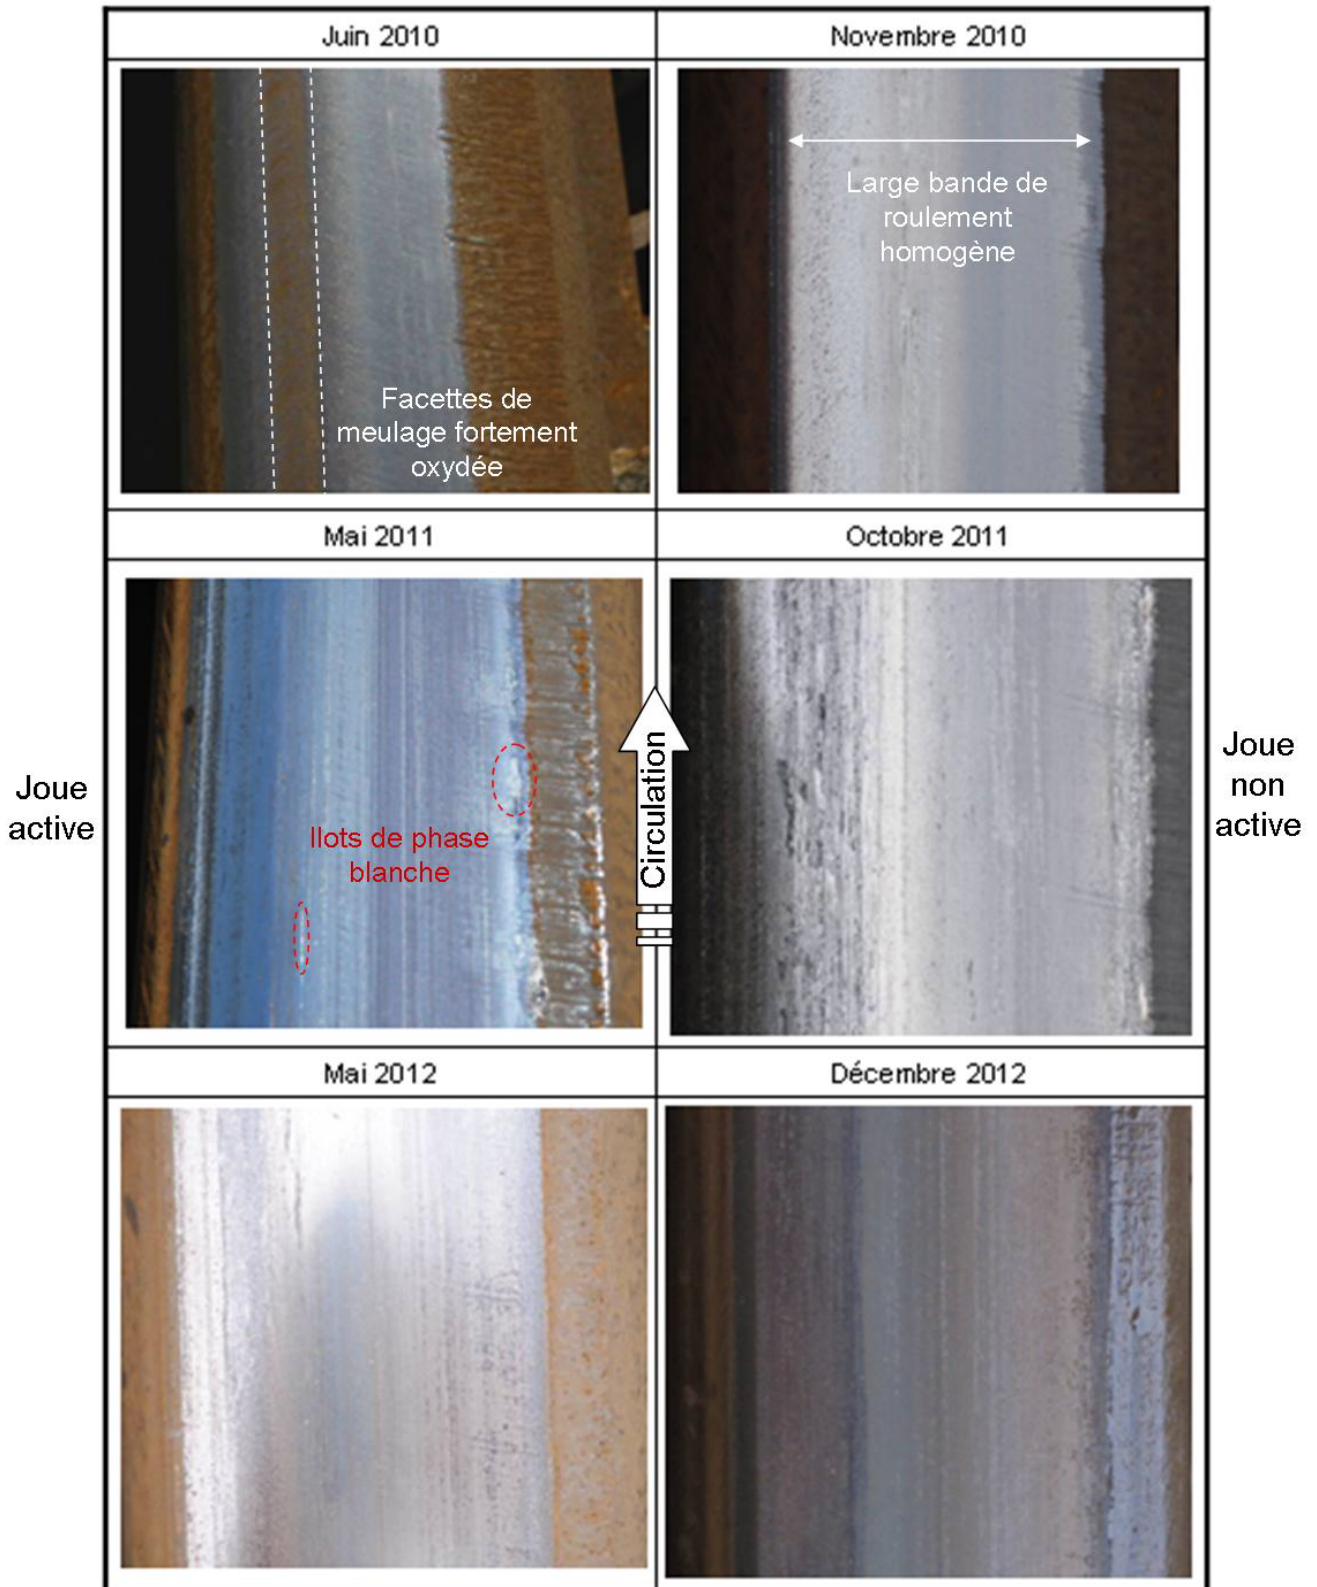 Juin 2010
Novembre 2010
Facettes de
meulage fortement
oxydée
Large bande de
roulement
homogène
Mai 2011
Octobre 2011
Joue
active
Ilots de phase
blanche
Circulation
Joue
non
active
Mai 2012
Décembre 2012